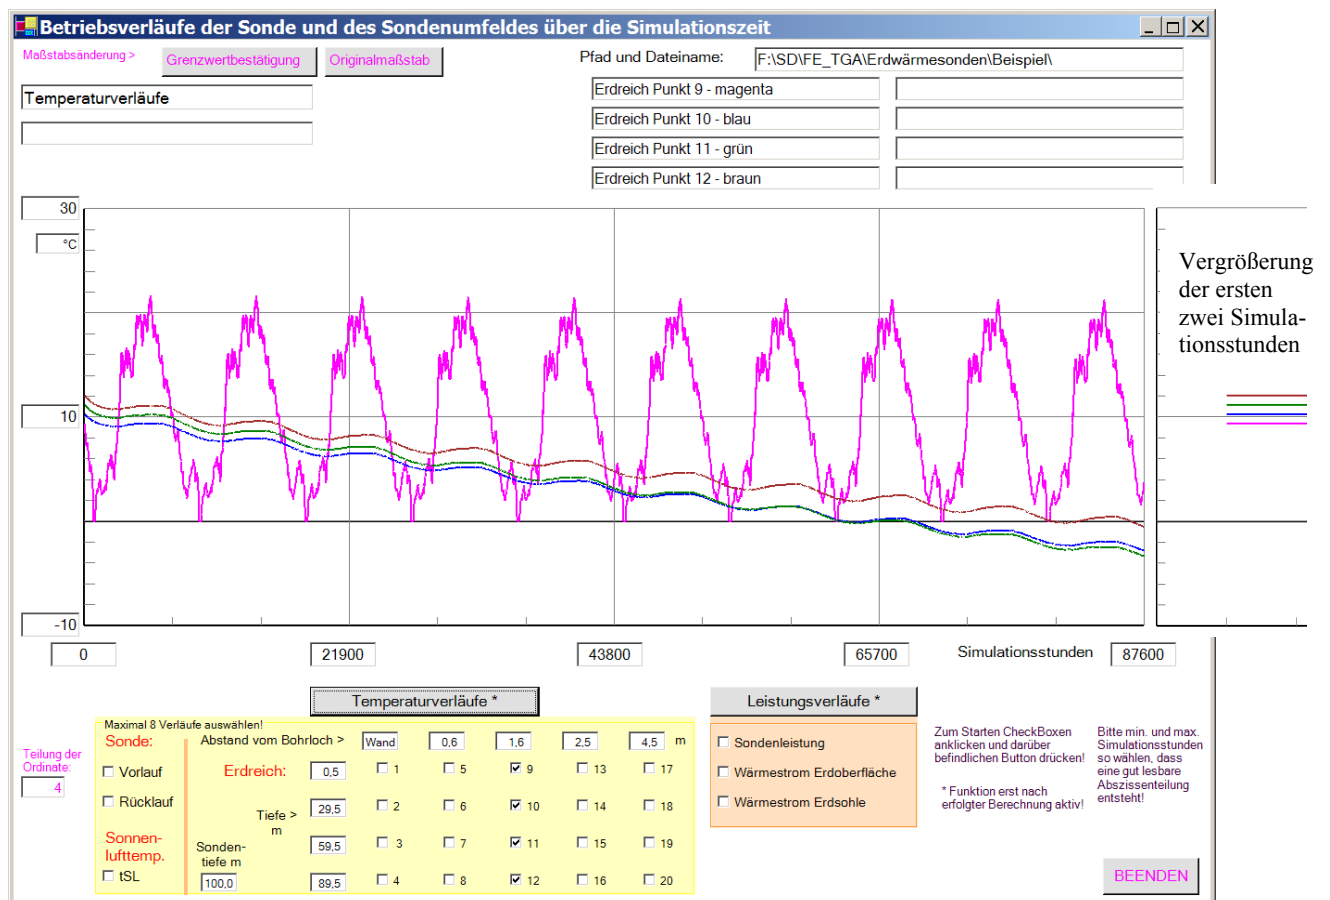 Betriebsverläufe der Sonde und des Sondenumfeldes über die Simulationszeit
Maßstabsänderung >
Grenzwertbestätigung
Originalmaßstab
Pfad und Dateiname:
F:\SD\FE_TGA\Erdwärmesonden\Beispiel\
Temperaturverläufe
Erdreich Punkt 9 - magenta
Erdreich Punkt 10 - blau
Erdreich Punkt 11 - grün
Erdreich Punkt 12 - braun
30
°C
10
-10
Vergrößerung
der ersten
zwei Simula-
tionsstunden
0
21900
43800
65700
Simulationsstunden
87600
Temperaturverläufe *
Leistungsverläufe *
Teilung der
Ordinate:
4
Maximal 8 Verläufe auswählen!
Sonde:
Vorlauf
Rücklauf
Sonnen-
lufttemp.
tSL
Abstand vom Bohrloch >
Wand
0,6
1,6
2,5
4,5
m
Erdreich:
0,5
1
5
9
13
17
Tiefe >
m
29,5
2
6
10
14
18
Sonden-
tiefe m
59,5
3
7
11
15
19
100,0
89,5
4
8
12
16
20
Sondenleistung
Wärmestrom Erdoberfläche
Wärmestrom Erdsohle
Zum Starten CheckBoxen
anklicken und darüber
befindlichen Button drücken!
* Funktion erst nach
erfolgter Berechnung aktiv!
Bitte min. und max.
Simulationsstunden
so wählen, dass
eine gut lesbare
Abszissenteilung
entsteht!
BEENDEN